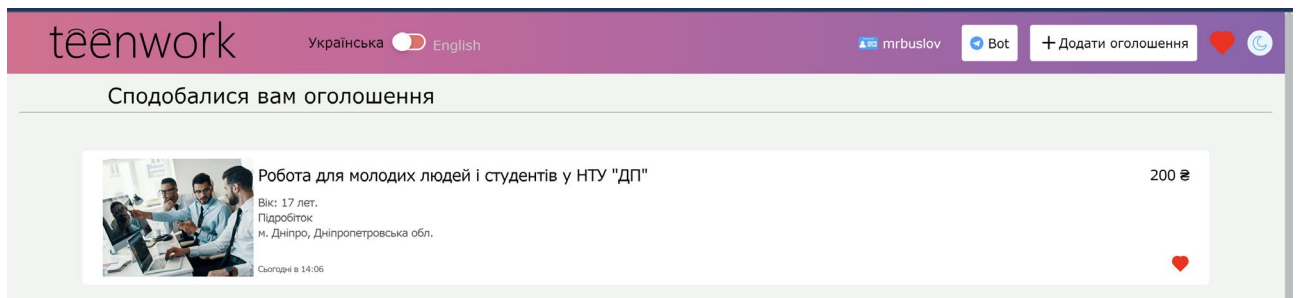 têênwork
Українська English
mrbuslov
Bot
+ Додати оголошення
Сподобалися вам оголошення
Робота для молодих людей і студентів у НТУ "ДП"
200 ₴
Вік: 17 лет.
Підробіток
м. Дніпро, Дніпропетровська обл.
Сьогодні в 14:06